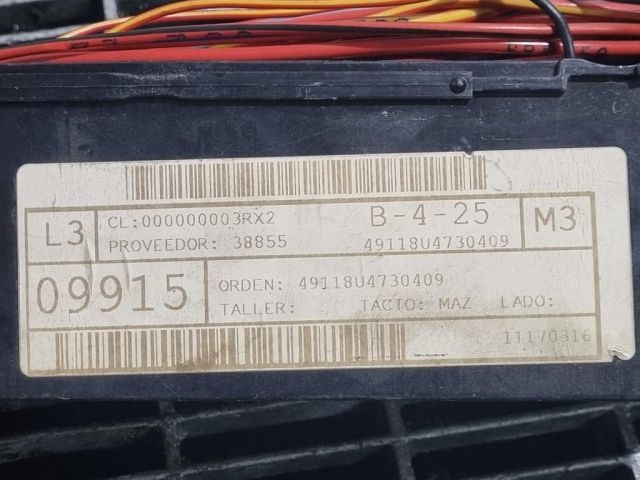 L3 CL:000000003RX2 B-4-25 M3
PROVEEDOR: 38855 49118U4730409
09915 ORDEN: 49118U4730409
TALLER: TACTO: MAZ LADO:
11170316